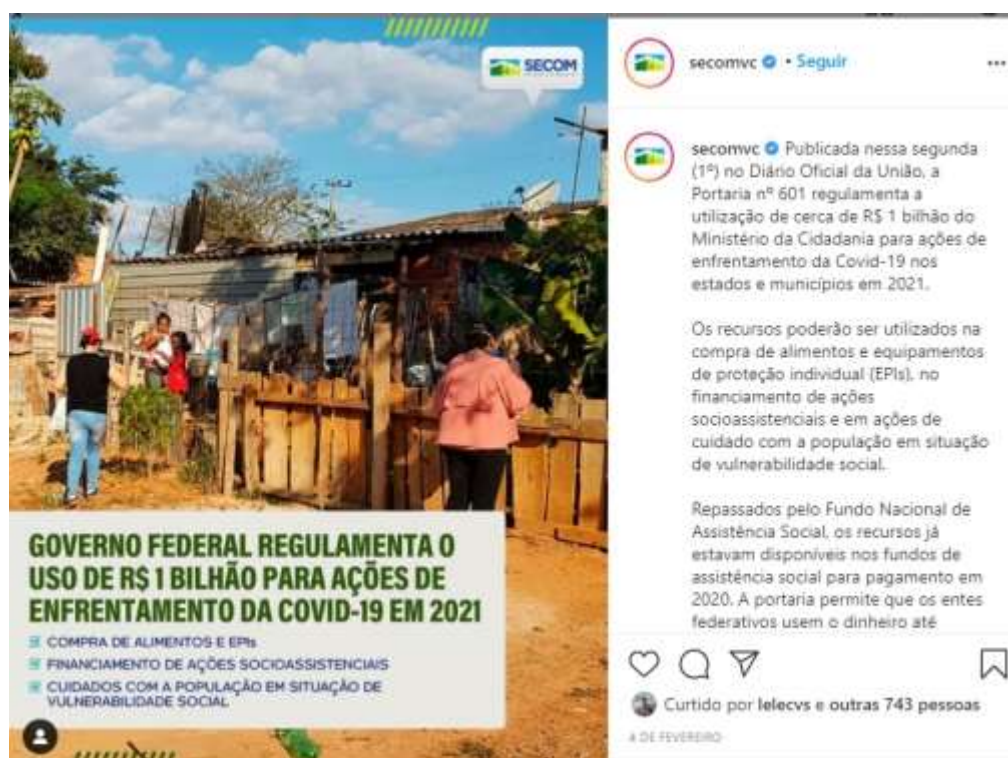 SECOM
GOVERNO FEDERAL REGULAMENTA O
USO DE R$ 1 BILHÃO PARA AÇÕES DE
ENFRENTAMENTO DA COVID-19 EM 2021
COMPRA DE ALIMENTOS E EPIs
FINANCIAMENTO DE AÇÕES SOCIOASSISTENCIAIS
CUIDADOS COM A POPULAÇÃO EM SITUAÇÃO DE
VULNERABILIDADE SOCIAL
secomvc • Seguir
secomvc Publicada nessa segunda
(1º) no Diário Oficial da União, a
Portaria nº 601 regulamenta a
utilização de cerca de R$ 1 bilhão do
Ministério da Cidadania para ações de
enfrentamento da Covid-19 nos
estados e municípios em 2021.
Os recursos poderão ser utilizados na
compra de alimentos e equipamentos
de proteção individual (EPIs), no
financiamento de ações
socioassistenciais e em ações de
cuidado com a população em situação
de vulnerabilidade social.
Repassados pelo Fundo Nacional de
Assistência Social, os recursos já
estavam disponíveis nos fundos de
assistência social para pagamento em
2020. A portaria permite que os entes
federativos usem o dinheiro até
Curtido por lelecvs e outras 743 pessoas
4 DE FEVEREIRO